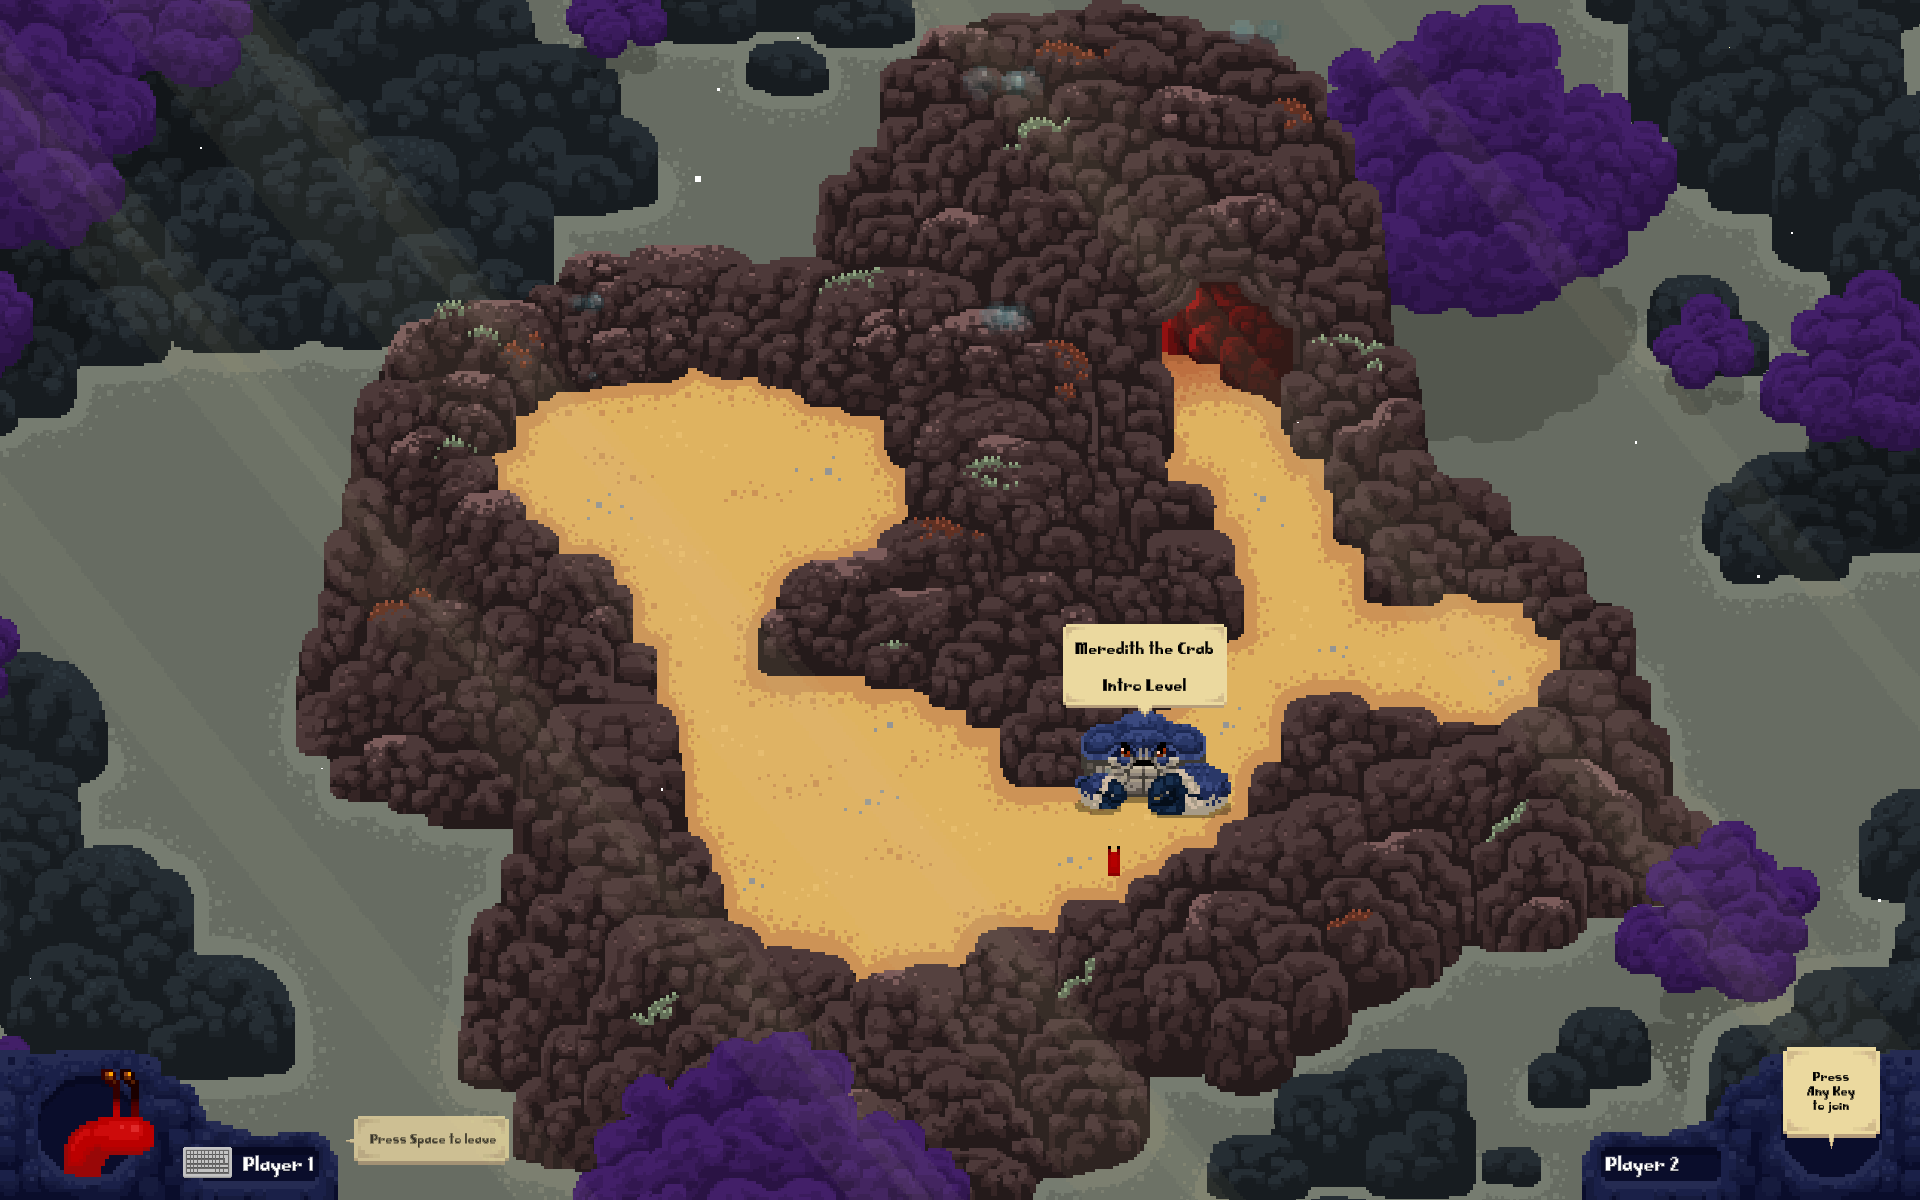 Meredith the Crab
Intro Level
Press
Any Key
to join
Press Space to leave
Player 1
Player 2